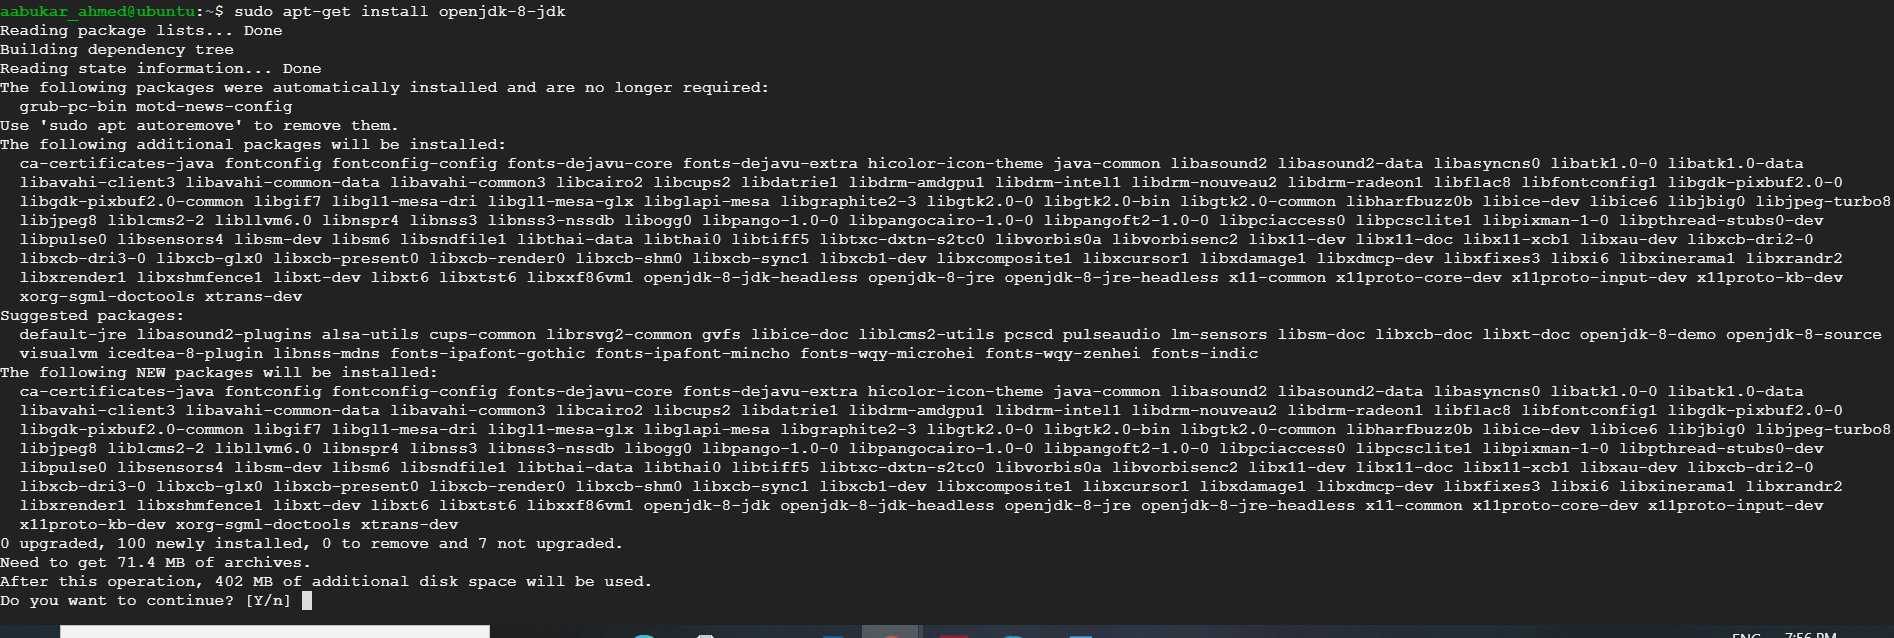 aabukar_ahmed@ubuntu:~$ sudo apt-get install openjdk-8-jdk
Reading package lists... Done
Building dependency tree
Reading state information... Done
The following packages were automatically installed and are no longer required:
  grub-pc-bin motd-news-config
Use 'sudo apt autoremove' to remove them.
The following additional packages will be installed:
  ca-certificates-java fontconfig fontconfig-config fonts-dejavu-core fonts-dejavu-extra hicolor-icon-theme java-common libasound2 libasound2-data libasyncns0 libatk1.0-0 libatk1.0-data
  libavahi-client3 libavahi-common-data libavahi-common3 libcairo2 libcups2 libdatrie1 libdrm-amdgpu1 libdrm-intel1 libdrm-nouveau2 libdrm-radeon1 libflac8 libfontconfig1 libgdk-pixbuf2.0-0
  libgdk-pixbuf2.0-common libgif7 libgl1-mesa-dri libgl1-mesa-glx libglapi-mesa libgraphite2-3 libgtk2.0-0 libgtk2.0-bin libgtk2.0-common libharfbuzz0b libice-dev libice6 libjbig0 libjpeg-turbo8
  libjpeg8 liblcms2-2 libllvm6.0 libnspr4 libnss3 libnss3-nssdb libogg0 libpango-1.0-0 libpangocairo-1.0-0 libpangoft2-1.0-0 libpciaccess0 libpcsclite1 libpixman-1-0 libpthread-stubs0-dev
  libpulse0 libsensors4 libsm-dev libsm6 libsndfile1 libthai-data libthai0 libtiff5 libtxc-dxtn-s2tc0 libvorbis0a libvorbisenc2 libx11-dev libx11-doc libx11-xcb1 libxau-dev libxcb-dri2-0
  libxcb-dri3-0 libxcb-glx0 libxcb-present0 libxcb-render0 libxcb-shm0 libxcb-sync1 libxcb1-dev libxcomposite1 libxcursor1 libxdamage1 libxdmcp-dev libxfixes3 libxi6 libxinerama1 libxrandr2
  libxrender1 libxshmfence1 libxt-dev libxt6 libxtst6 libxxf86vm1 openjdk-8-jdk-headless openjdk-8-jre openjdk-8-jre-headless x11-common x11proto-core-dev x11proto-input-dev x11proto-kb-dev
  xorg-sgml-doctools xtrans-dev
Suggested packages:
  default-jre libasound2-plugins alsa-utils cups-common librsvg2-common gvfs libice-doc liblcms2-utils pcscd pulseaudio lm-sensors libsm-doc libxcb-doc libxt-doc openjdk-8-demo openjdk-8-source
  visualvm icedtea-8-plugin libnss-mdns fonts-ipafont-gothic fonts-ipafont-mincho fonts-wqy-microhei fonts-wqy-zenhei fonts-indic
The following NEW packages will be installed:
  ca-certificates-java fontconfig fontconfig-config fonts-dejavu-core fonts-dejavu-extra hicolor-icon-theme java-common libasound2 libasound2-data libasyncns0 libatk1.0-0 libatk1.0-data
  libavahi-client3 libavahi-common-data libavahi-common3 libcairo2 libcups2 libdatrie1 libdrm-amdgpu1 libdrm-intel1 libdrm-nouveau2 libdrm-radeon1 libflac8 libfontconfig1 libgdk-pixbuf2.0-0
  libgdk-pixbuf2.0-common libgif7 libgl1-mesa-dri libgl1-mesa-glx libglapi-mesa libgraphite2-3 libgtk2.0-0 libgtk2.0-bin libgtk2.0-common libharfbuzz0b libice-dev libice6 libjbig0 libjpeg-turbo8
  libjpeg8 liblcms2-2 libllvm6.0 libnspr4 libnss3 libnss3-nssdb libogg0 libpango-1.0-0 libpangocairo-1.0-0 libpangoft2-1.0-0 libpciaccess0 libpcsclite1 libpixman-1-0 libpthread-stubs0-dev
  libpulse0 libsensors4 libsm-dev libsm6 libsndfile1 libthai-data libthai0 libtiff5 libtxc-dxtn-s2tc0 libvorbis0a libvorbisenc2 libx11-dev libx11-doc libx11-xcb1 libxau-dev libxcb-dri2-0
  libxcb-dri3-0 libxcb-glx0 libxcb-present0 libxcb-render0 libxcb-shm0 libxcb-sync1 libxcb1-dev libxcomposite1 libxcursor1 libxdamage1 libxdmcp-dev libxfixes3 libxi6 libxinerama1 libxrandr2
  libxrender1 libxshmfence1 libxt-dev libxt6 libxtst6 libxxf86vm1 openjdk-8-jdk openjdk-8-jdk-headless openjdk-8-jre openjdk-8-jre-headless x11-common x11proto-core-dev x11proto-input-dev
  x11proto-kb-dev xorg-sgml-doctools xtrans-dev
0 upgraded, 100 newly installed, 0 to remove and 7 not upgraded.
Need to get 71.4 MB of archives.
After this operation, 402 MB of additional disk space will be used.
Do you want to continue? [Y/n]
ENG 7:56 PM